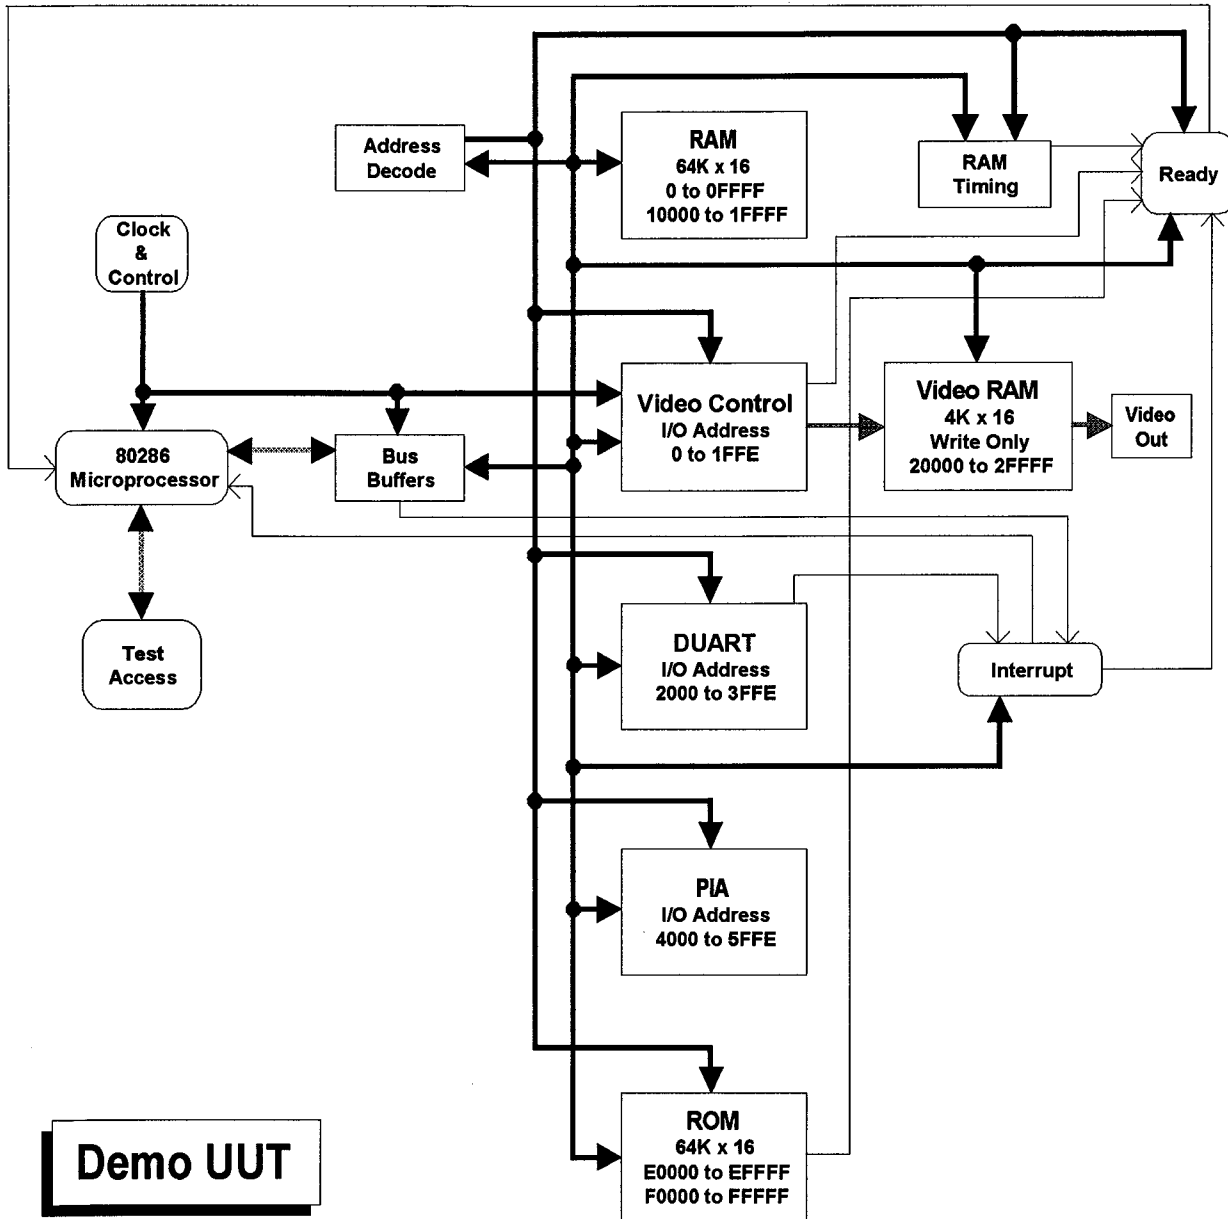 Address
Decode
RAM
64K x 16
0 to 0FFFF
10000 to 1FFFF
RAM
Timing
Ready
Clock
&
Control
80286
Microprocessor
Bus
Buffers
Video Control
I/O Address
0 to 1FFE
Video RAM
4K x 16
Write Only
20000 to 2FFFF
Video
Out
Test
Access
DUART
I/O Address
2000 to 3FFE
Interrupt
PIA
I/O Address
4000 to 5FFE
ROM
64K x 16
E0000 to EFFFF
F0000 to FFFFF
Demo UUT